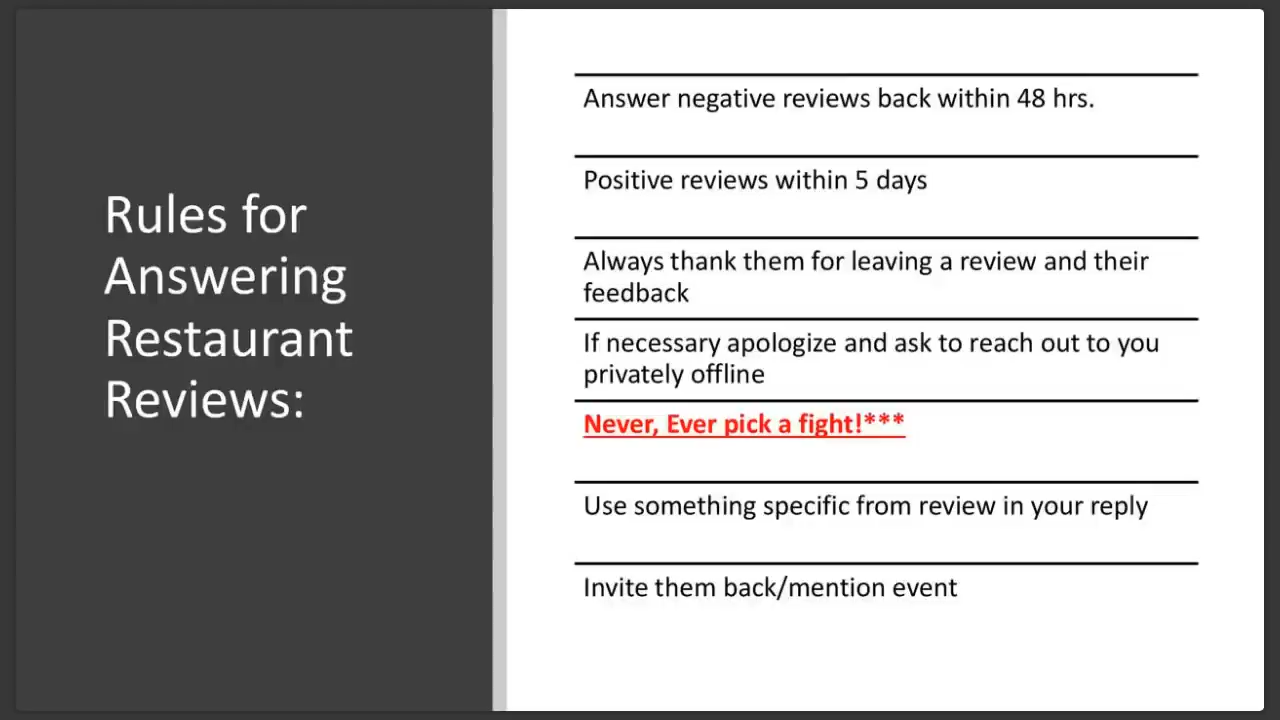 Rules for
Answering
Restaurant
Reviews:
Answer negative reviews back within 48 hrs.
Positive reviews within 5 days
Always thank them for leaving a review and their
feedback
If necessary apologize and ask to reach out to you
privately offline
Never, Ever pick a fight!***
Use something specific from review in your reply
Invite them back/mention event